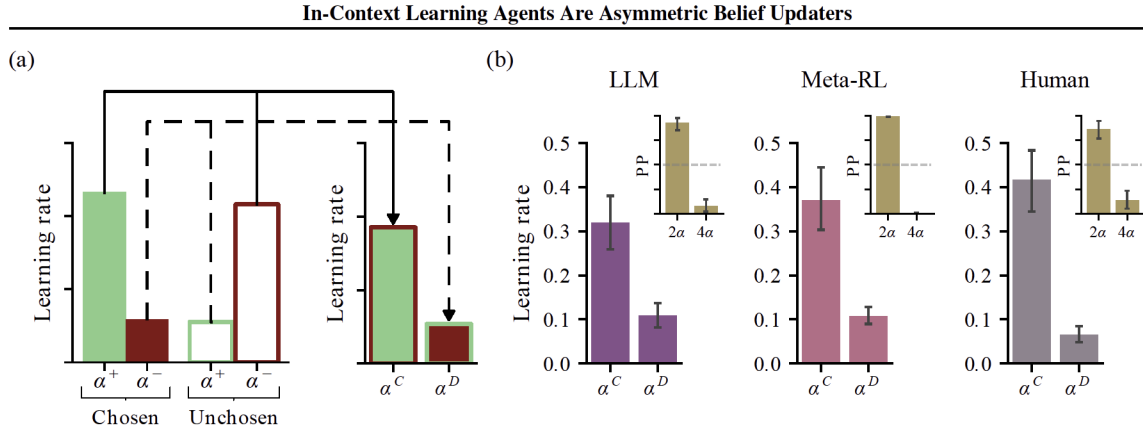 In-Context Learning Agents Are Asymmetric Belief Updaters
(a)
(b)
LLM
Meta-RL
Human
Learning rate
Learning rate
α+ α− α+ α−
Chosen Unchosen
αC αD
Learning rate
0.5
0.4
0.3
0.2
0.1
0.0
αC αD
PP
2α 4α
0.5
0.4
0.3
0.2
0.1
0.0
αC αD
PP
2α 4α
0.5
0.4
0.3
0.2
0.1
0.0
αC αD
PP
2α 4α